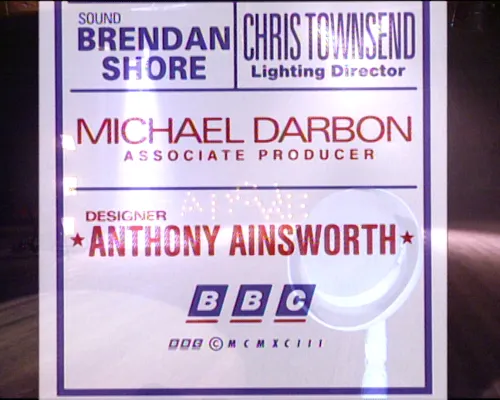 SOUND
BRENDAN
SHORE
CHRIS TOWNSEND
Lighting Director
MICHAEL DARBON
ASSOCIATE PRODUCER
DESIGNER
★ANTHONY AINSWORTH★
BBC
BBC © MCMXCIII